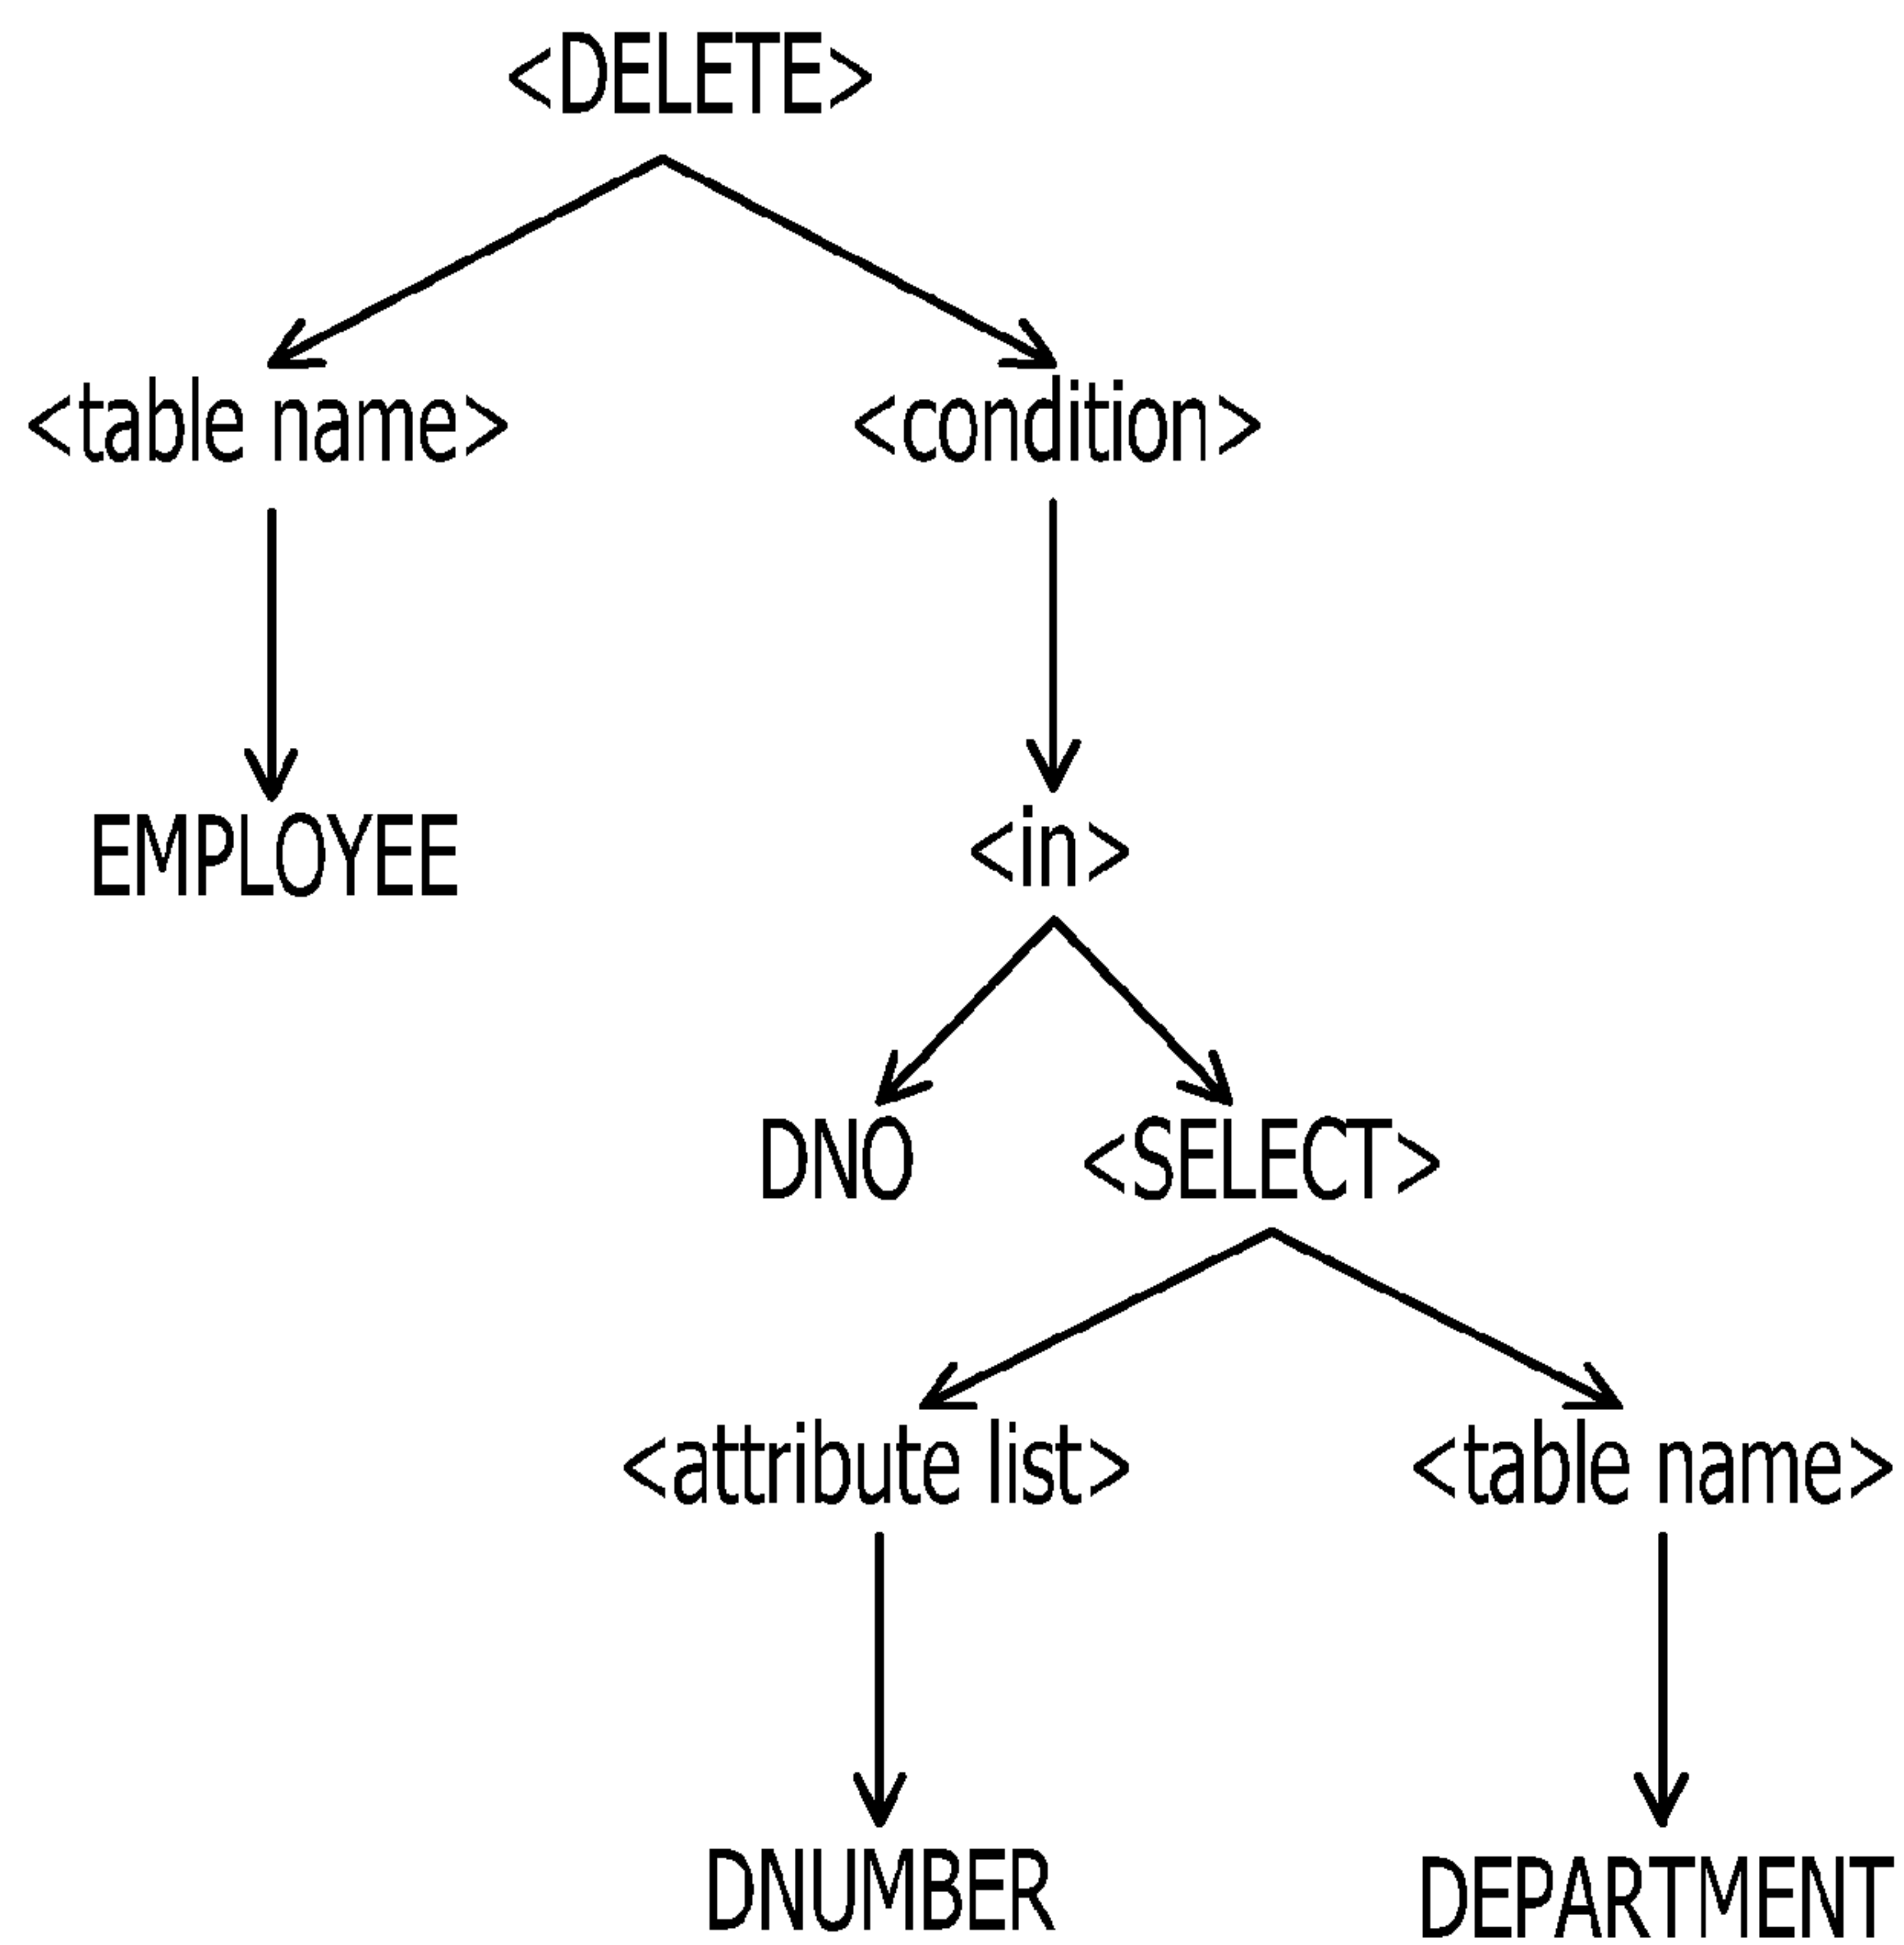 <DELETE>
<table name> <condition>
EMPLOYEE <in>
DNO <SELECT>
<attribute list> <table name>
DNUMBER DEPARTMENT